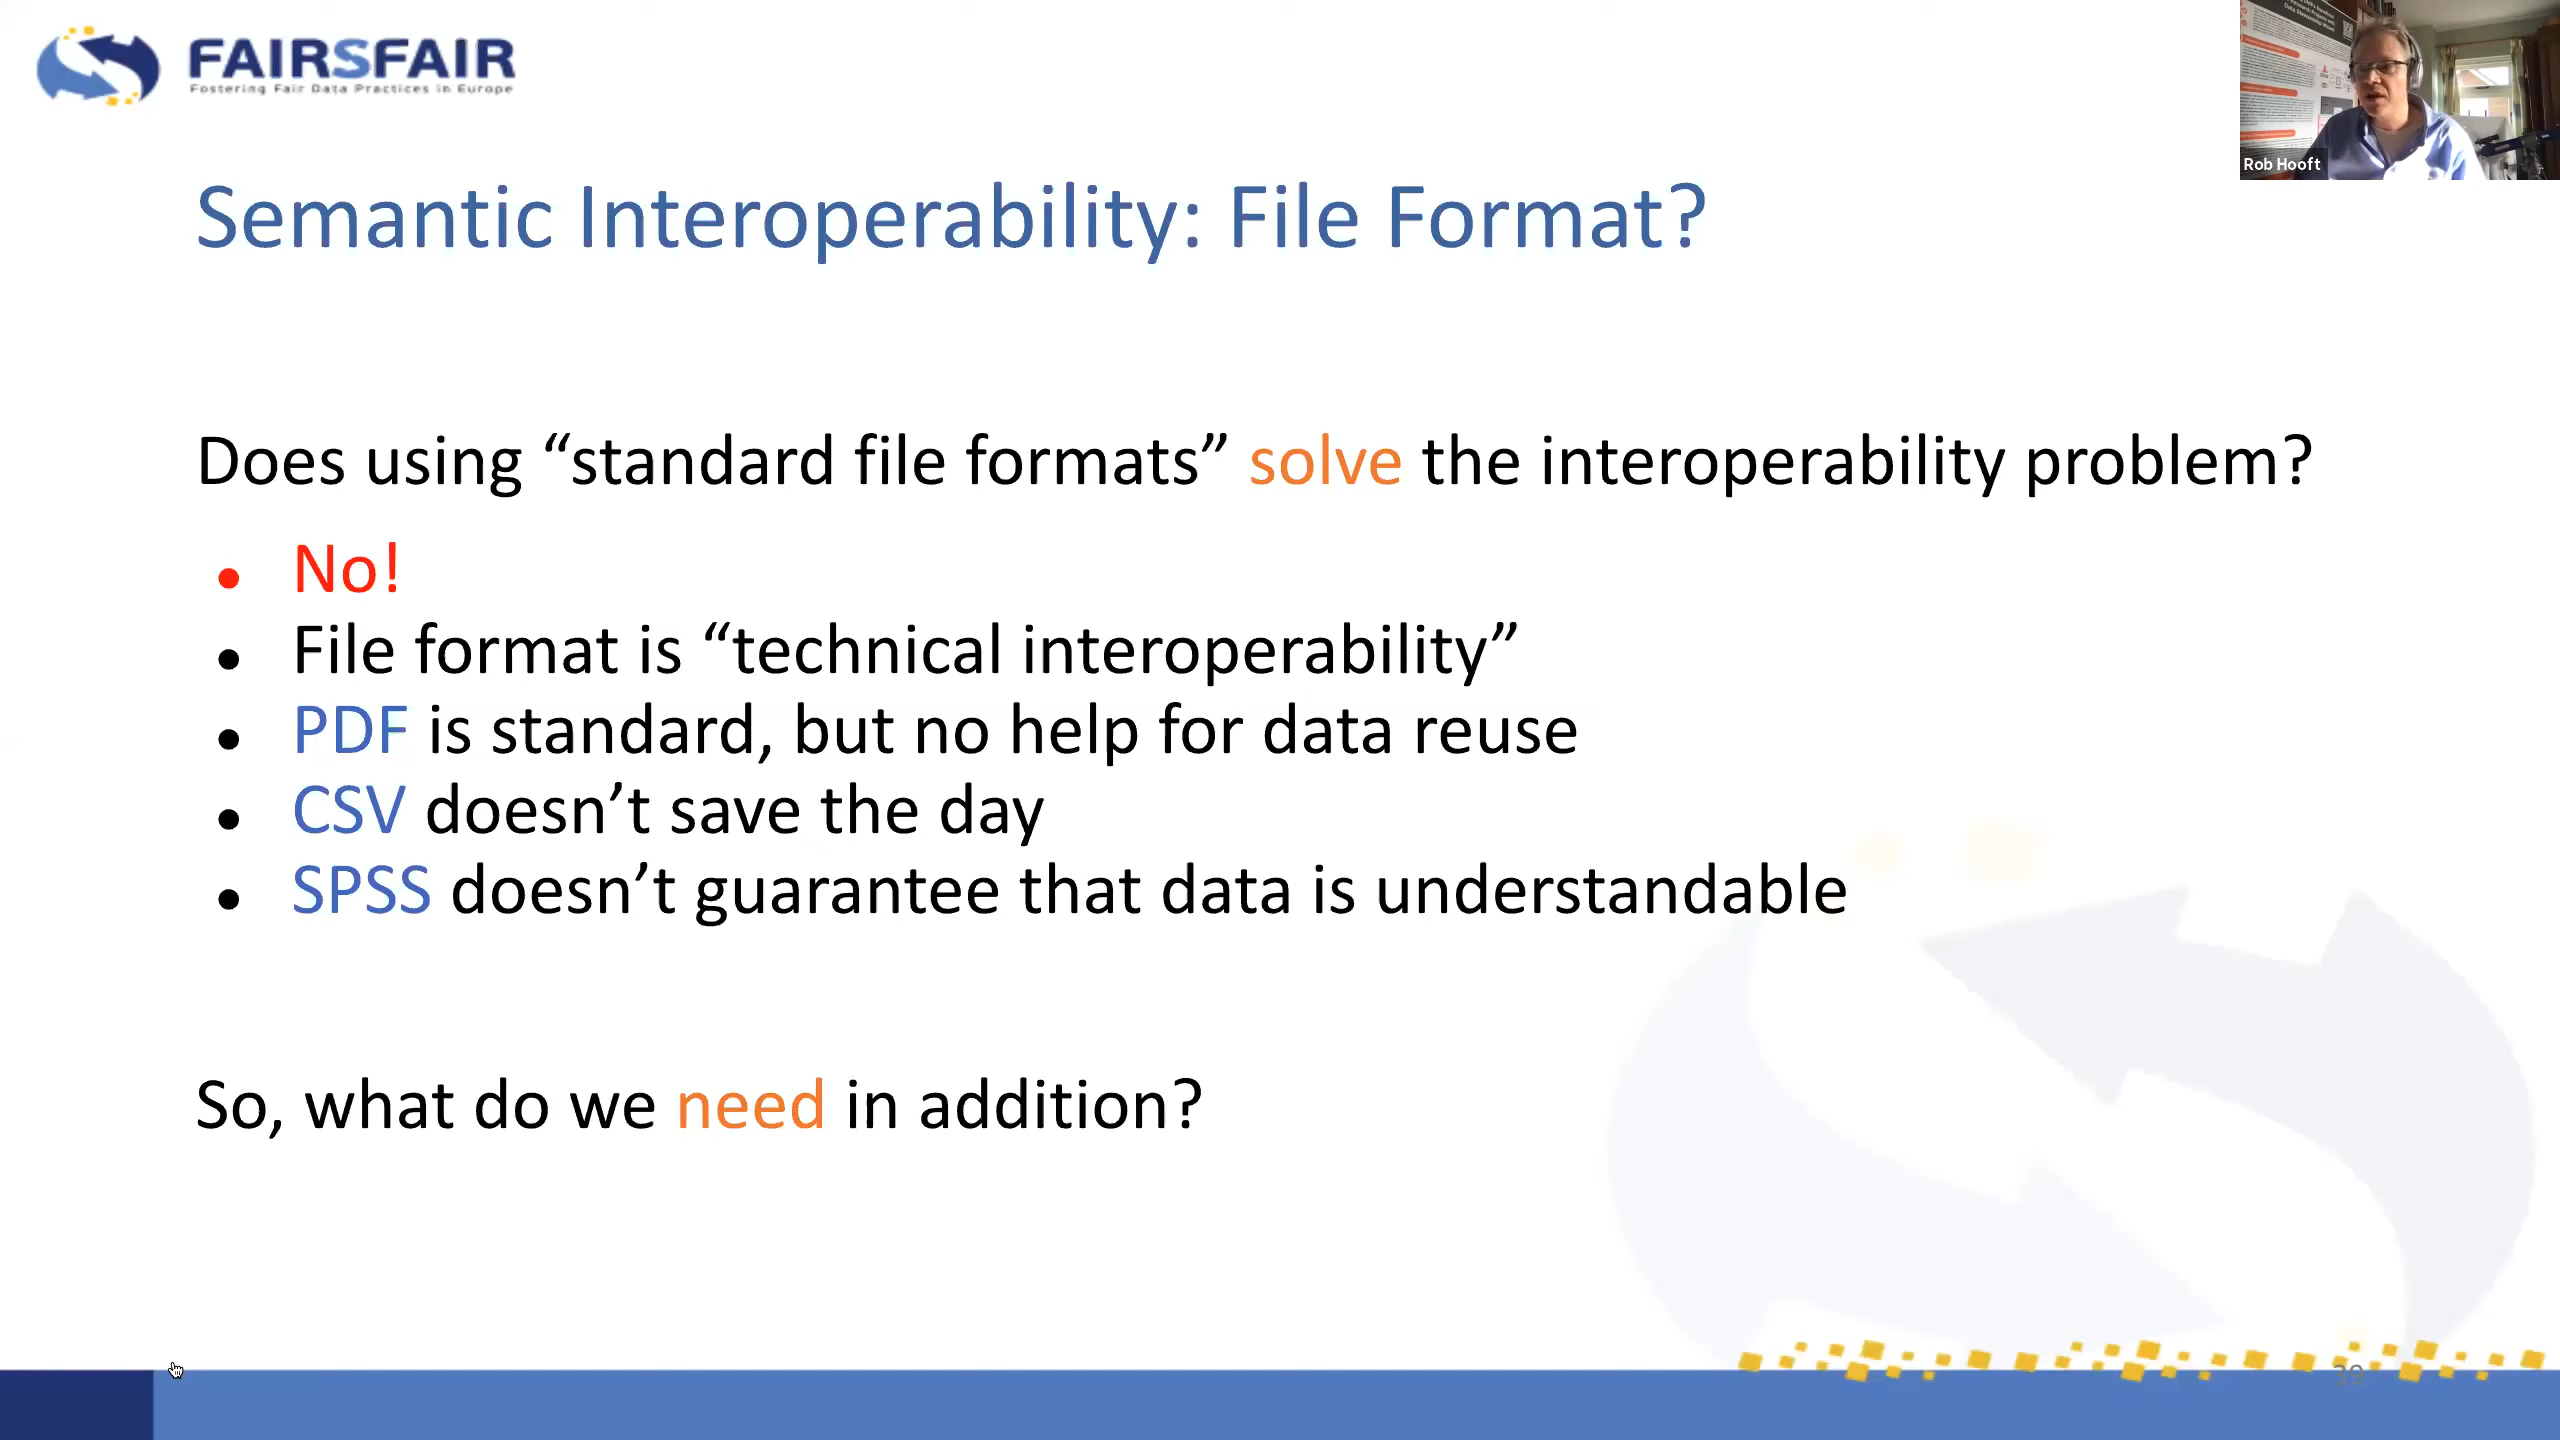 FAIRSFAIR
Fostering Fair Data Practices in Europe
Rob Hooft
Semantic Interoperability: File Format?
Does using “standard file formats” solve the interoperability problem?
● No!
● File format is “technical interoperability”
● PDF is standard, but no help for data reuse
● CSV doesn’t save the day
● SPSS doesn’t guarantee that data is understandable
So, what do we need in addition?
39